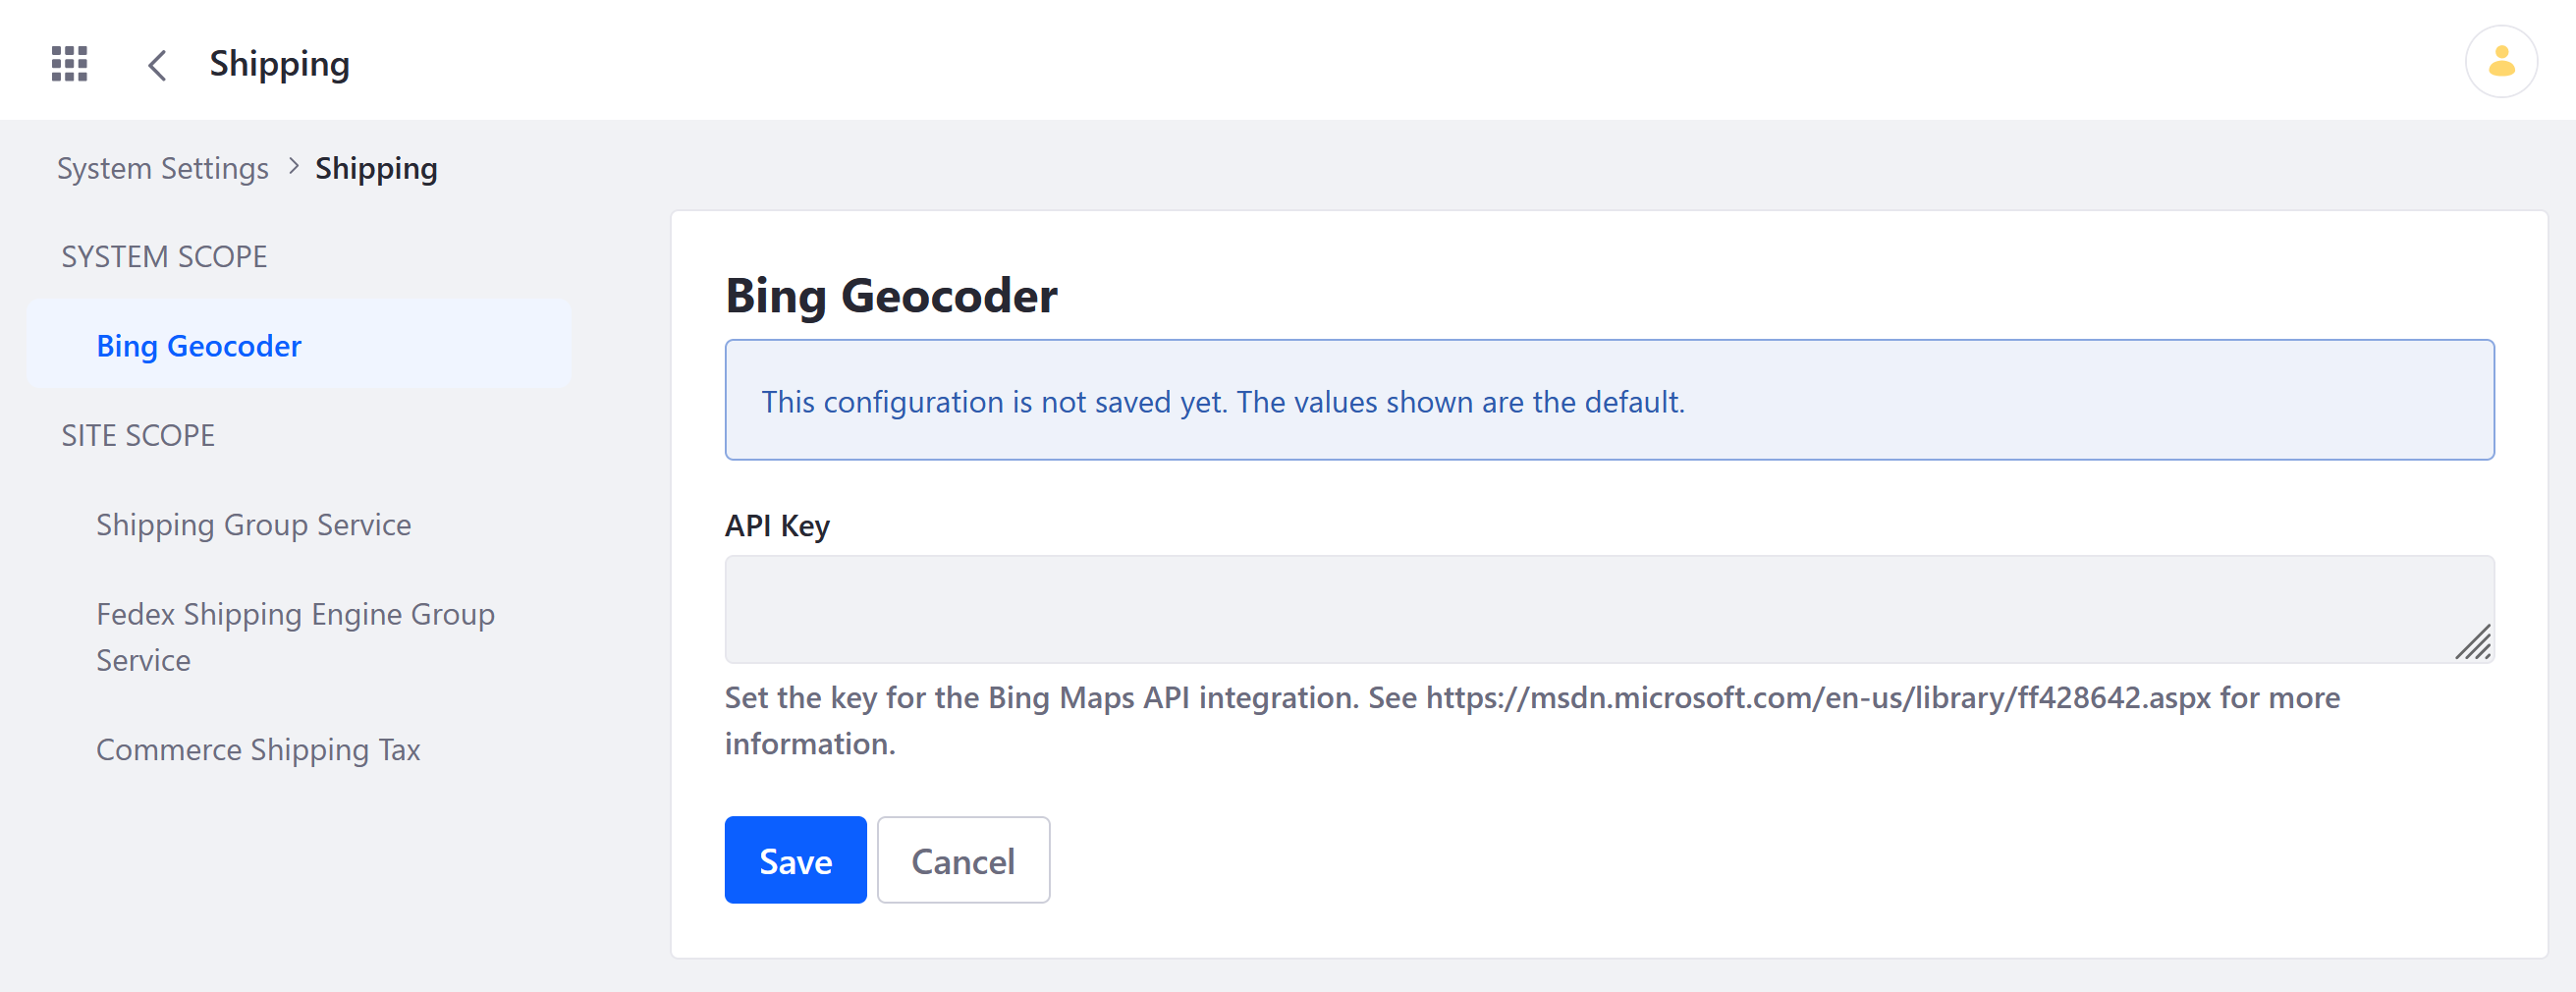 Shipping
System Settings > Shipping
SYSTEM SCOPE
Bing Geocoder
SITE SCOPE
Shipping Group Service
Fedex Shipping Engine Group
Service
Commerce Shipping Tax
Bing Geocoder
This configuration is not saved yet. The values shown are the default.
API Key
Set the key for the Bing Maps API integration. See https://msdn.microsoft.com/en-us/library/ff428642.aspx for more
information.
Save Cancel